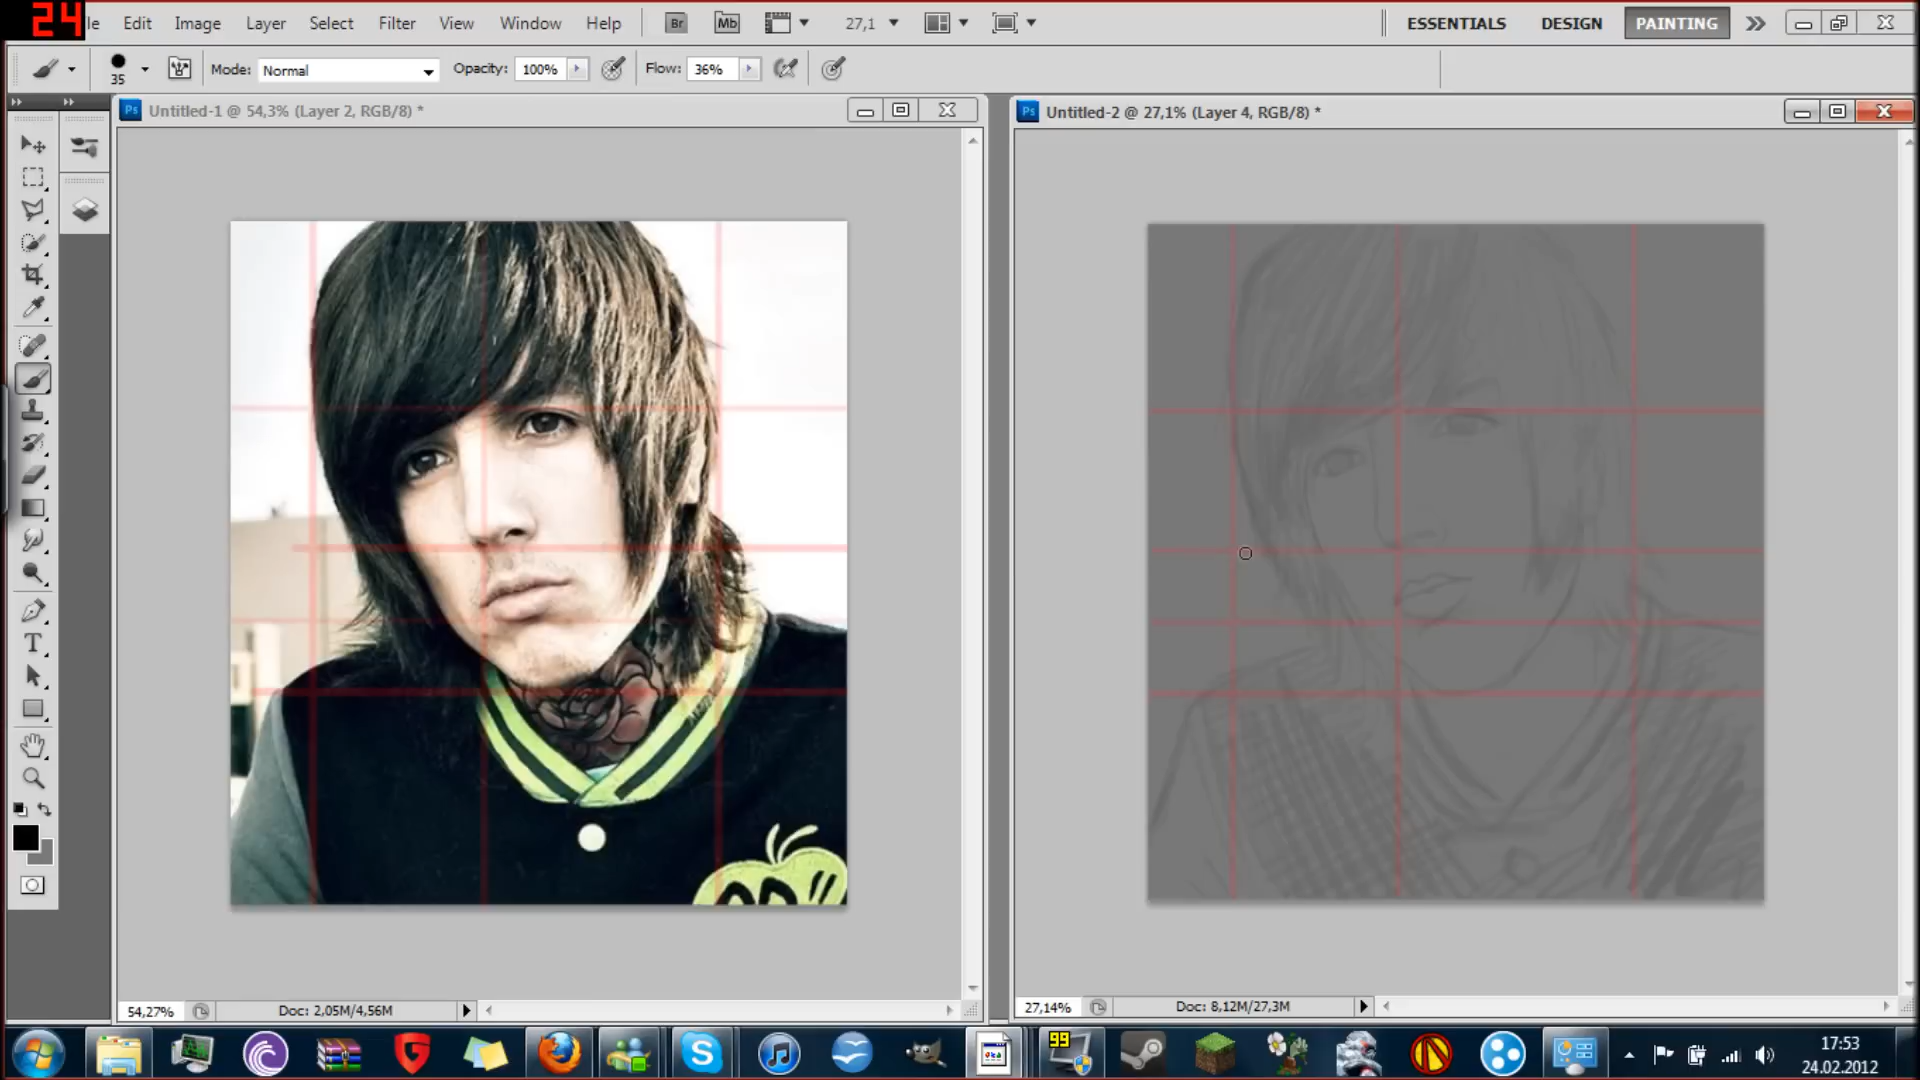 24
le Edit Image Layer Select Filter View Window Help Br Mb 27,1 ESSENTIALS DESIGN PAINTING
35 Mode: Normal Opacity: 100% Flow: 36%
Ps Untitled-1 @ 54,3% (Layer 2, RGB/8) *
Ps Untitled-2 @ 27,1% (Layer 4, RGB/8) *
T
54,27% Doc: 2,05M/4,56M
27,14% Doc: 8,12M/27,3M
99
17:53
24.02.2012